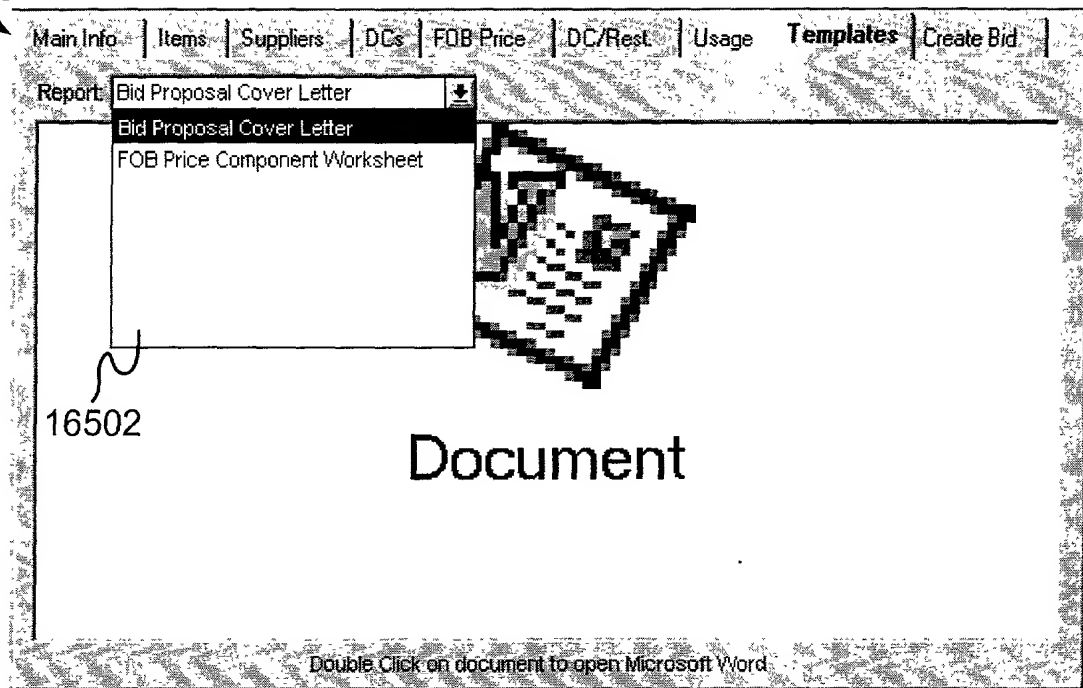 Main Info Items Suppliers DCs FOB Price DC/Rest. Usage Templates Create Bid
Report: Bid Proposal Cover Letter
Bid Proposal Cover Letter
FOB Price Component Worksheet
16502
Document
Double Click on document to open Microsoft Word